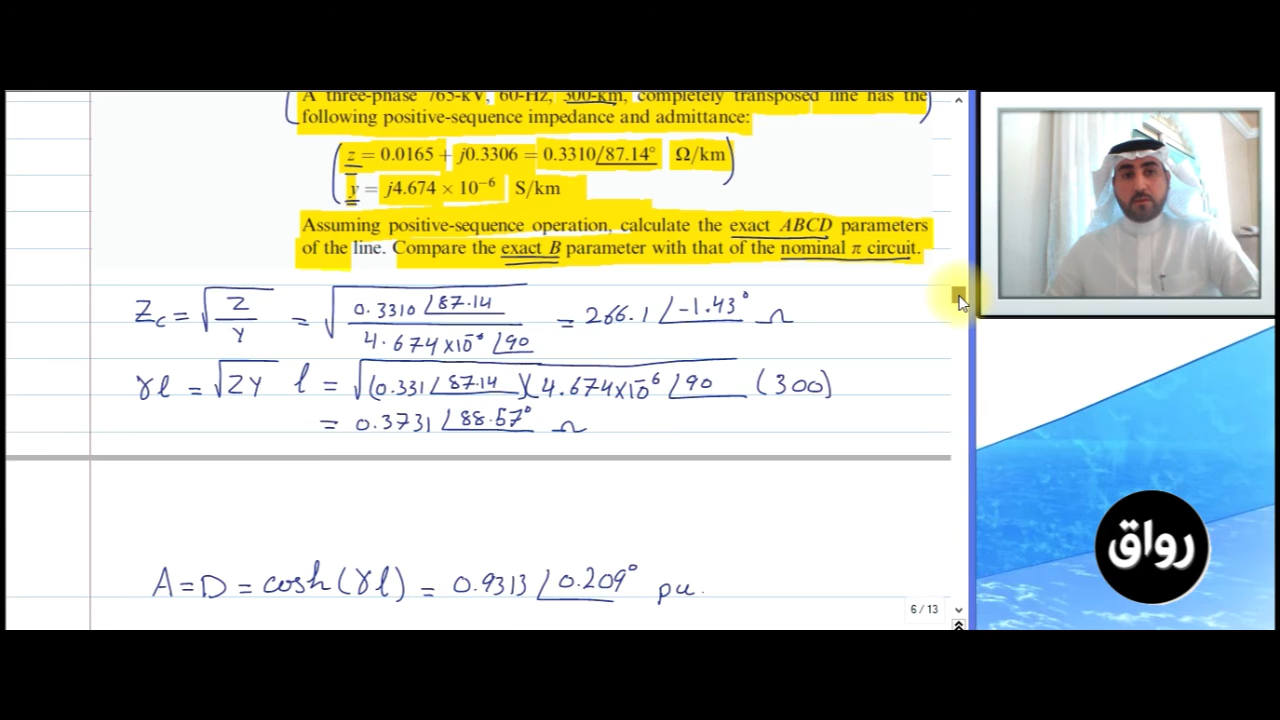 A three-phase 765-kV, 60-Hz, 300-km, completely transposed line has the
following positive-sequence impedance and admittance:
z = 0.0165 + j0.3306 = 0.3310/87.14° Ω/km
y = j4.674 × 10⁻⁶ S/km
Assuming positive-sequence operation, calculate the exact ABCD parameters
of the line. Compare the exact B parameter with that of the nominal π circuit.
Zc = √(Z/Y) = √(0.3310∠87.14 / 4.674×10⁻⁶∠90) = 266.1∠-1.43° Ω
γl = √ZY l = √(0.331∠87.14)(4.674×10⁻⁶∠90 (300)
= 0.3731∠88.57° Ω
A=D = cosh(γl) = 0.9313∠0.209° pu.
6 / 13
رواق